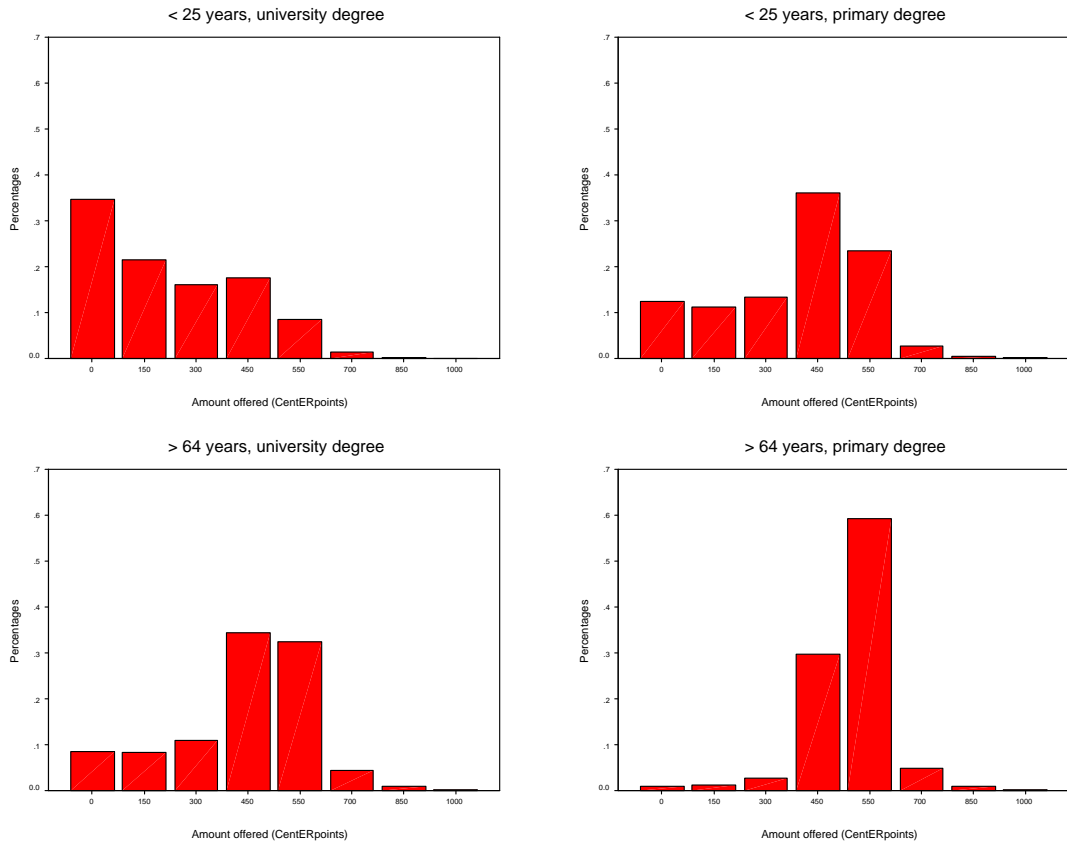 < 25 years, university degree
.7
.6
.5
.4
.3
.2
.1
0.0
Percentages
0 150 300 450 550 700 850 1000
Amount offered (CentERpoints)
< 25 years, primary degree
.7
.6
.5
.4
.3
.2
.1
0.0
Percentages
0 150 300 450 550 700 850 1000
Amount offered (CentERpoints)
> 64 years, university degree
.7
.6
.5
.4
.3
.2
.1
0.0
Percentages
0 150 300 450 550 700 850 1000
Amount offered (CentERpoints)
> 64 years, primary degree
.7
.6
.5
.4
.3
.2
.1
0.0
Percentages
0 150 300 450 550 700 850 1000
Amount offered (CentERpoints)